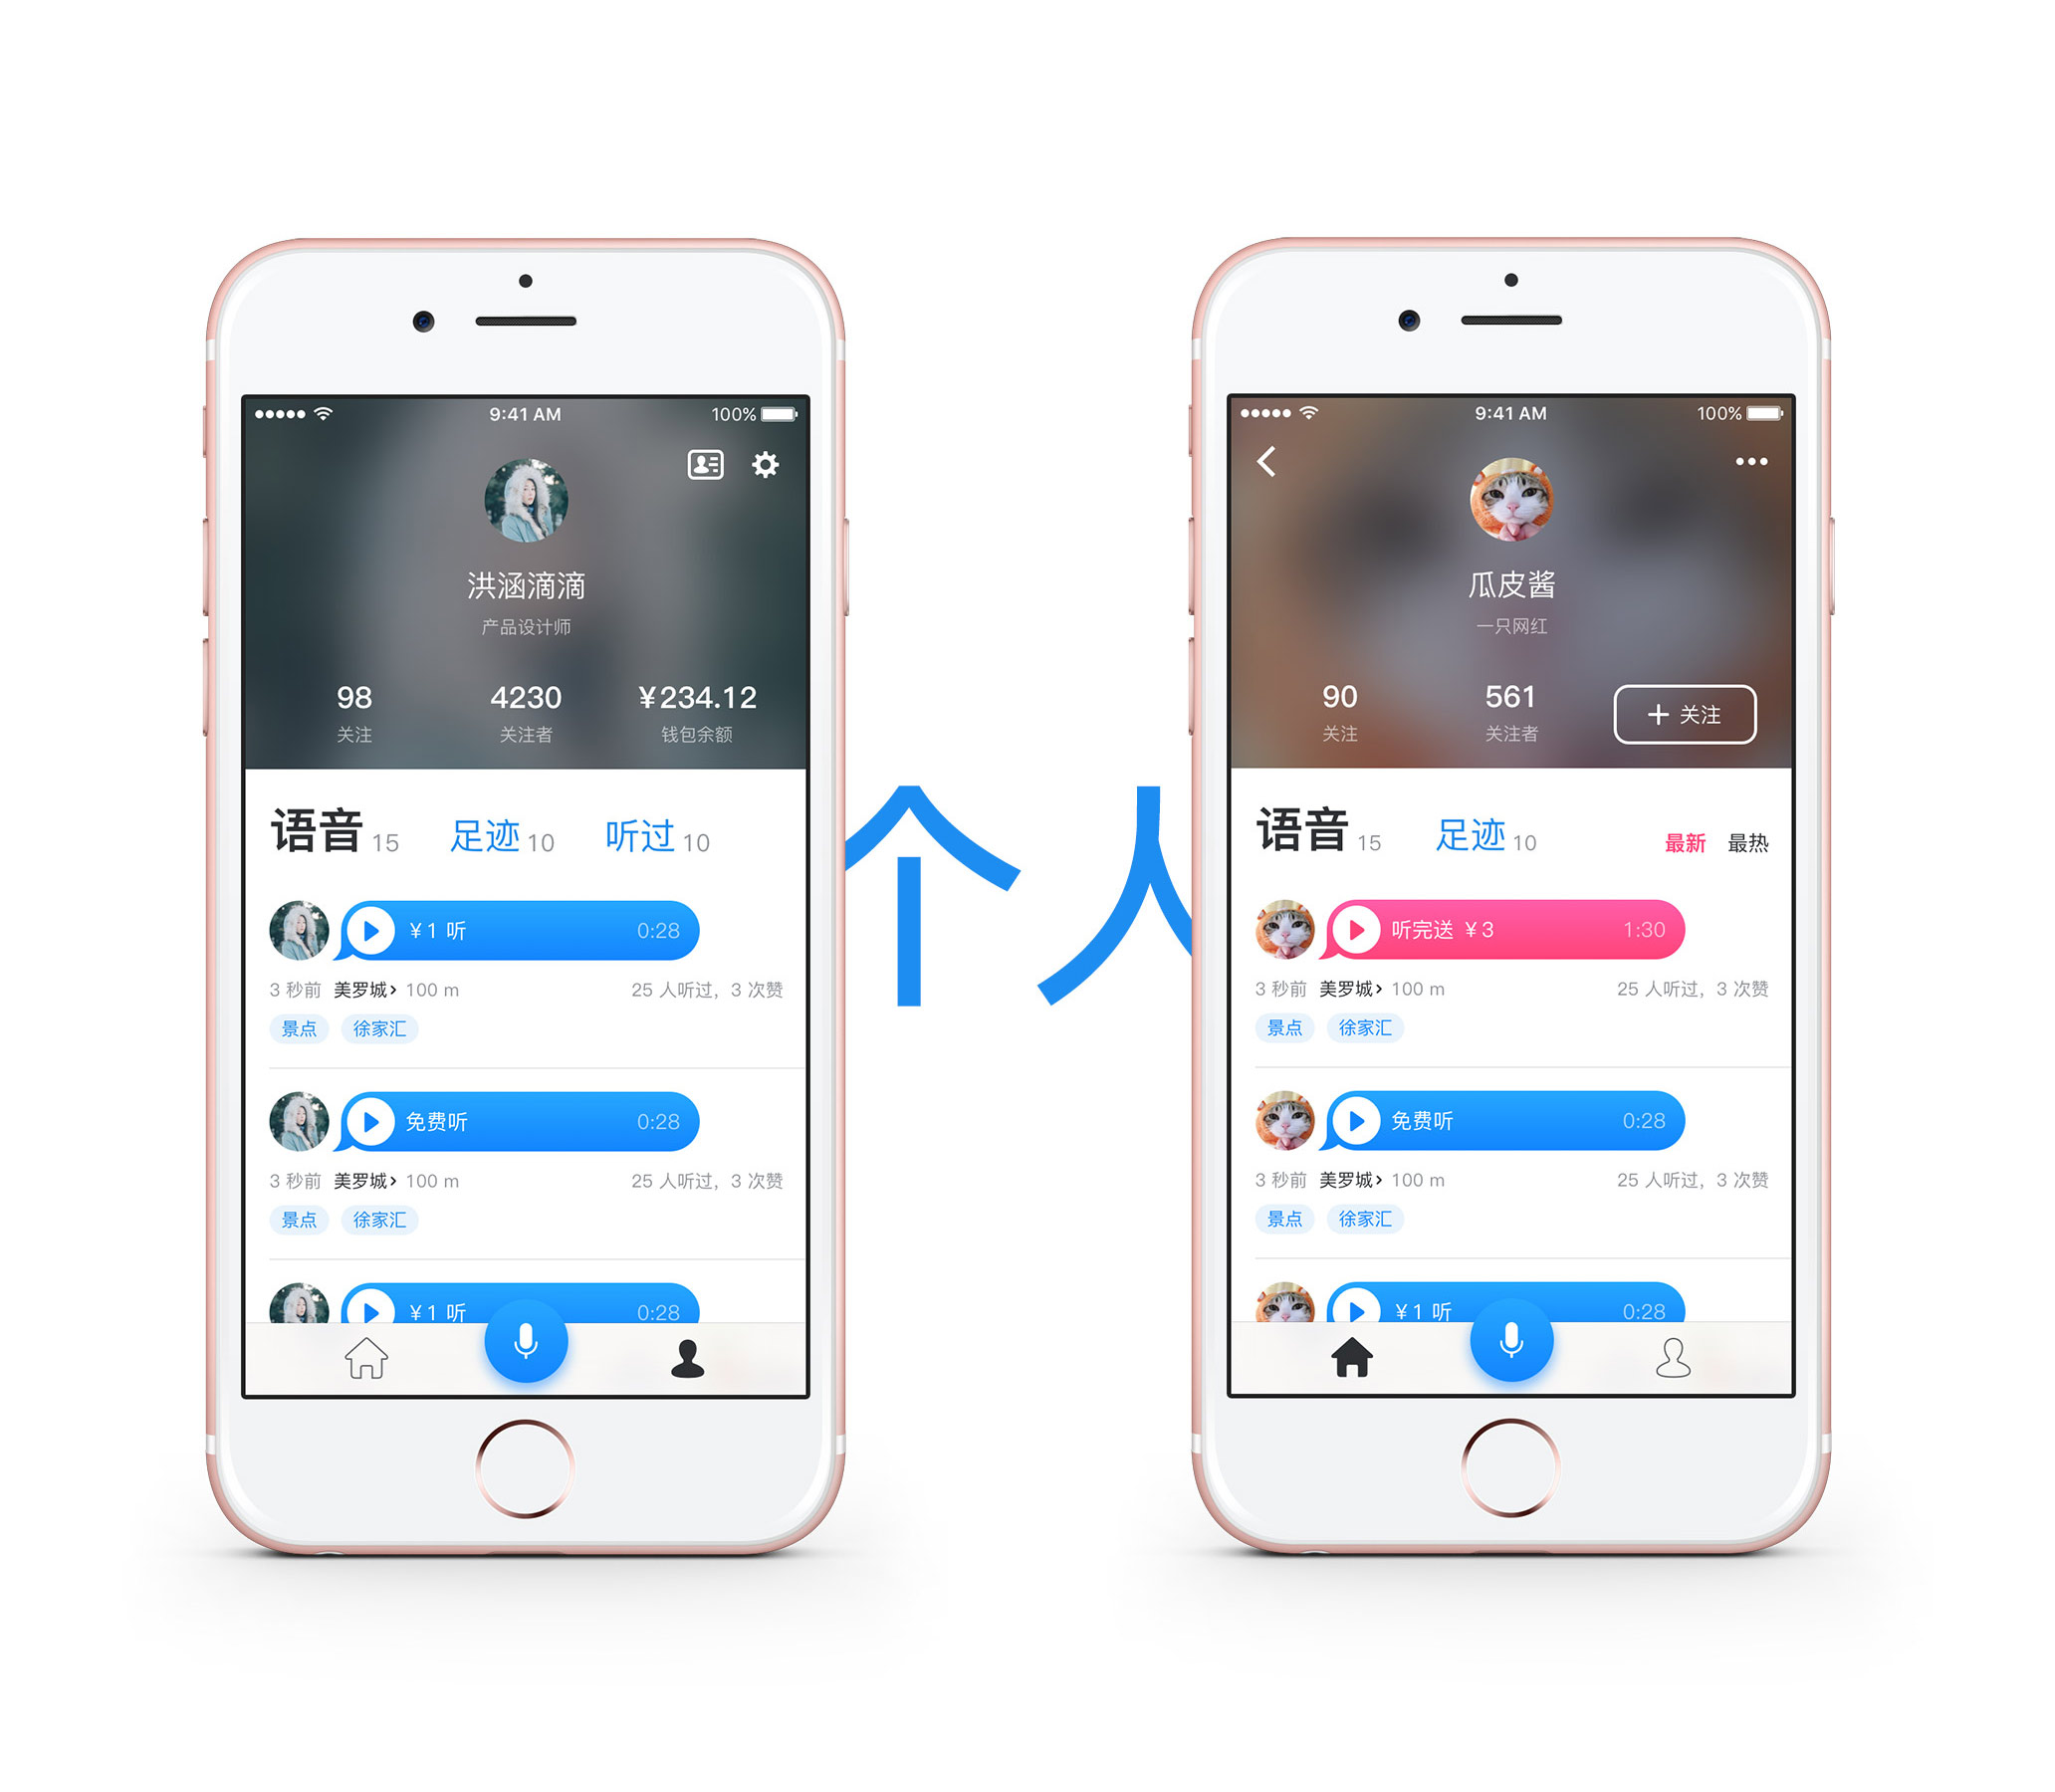 9:41 AM 100%
洪涵滴滴
产品设计师
98 4230 ¥234.12
关注 关注者 钱包余额
语音 15 足迹 10 听过 10
¥1 听 0:28
3 秒前 美罗城› 100 m 25 人听过，3 次赞
景点 徐家汇
免费听 0:28
3 秒前 美罗城› 100 m 25 人听过，3 次赞
景点 徐家汇
¥1 听 0:28
个人
9:41 AM 100%
瓜皮酱
一只网红
90 561 + 关注
关注 关注者
语音 15 足迹 10 最新 最热
听完送 ¥3 1:30
3 秒前 美罗城› 100 m 25 人听过，3 次赞
景点 徐家汇
免费听 0:28
3 秒前 美罗城› 100 m 25 人听过，3 次赞
景点 徐家汇
¥1 听 0:28